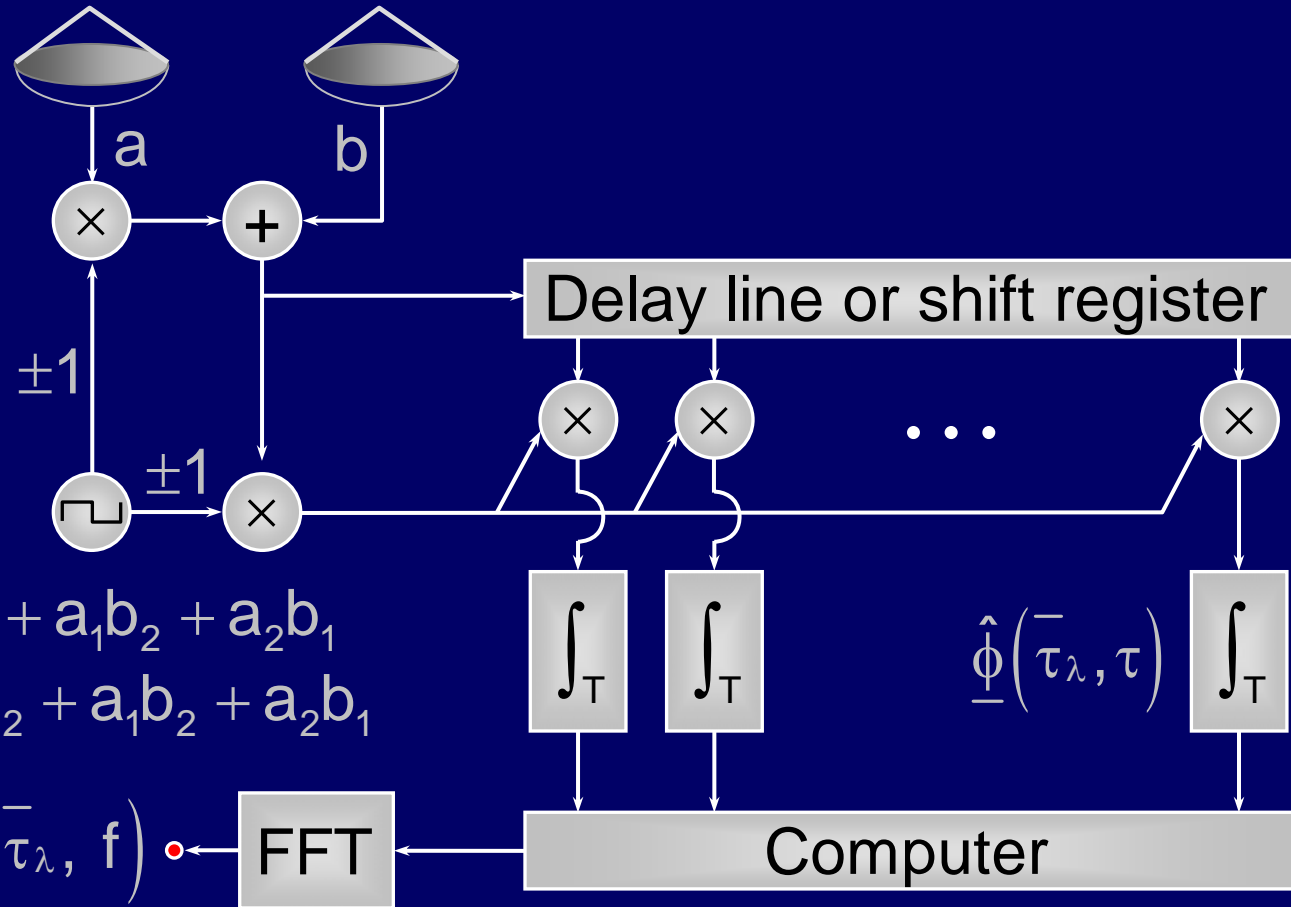 a
b
×
+
Delay line or shift register
±1
×
×
. . .
×
±1
×
+ a₁b₂ + a₂b₁
₂ + a₁b₂ + a₂b₁
∫T
∫T
φ̲̂(τ̄λ, τ)
∫T
τ̄λ, f)
FFT
Computer